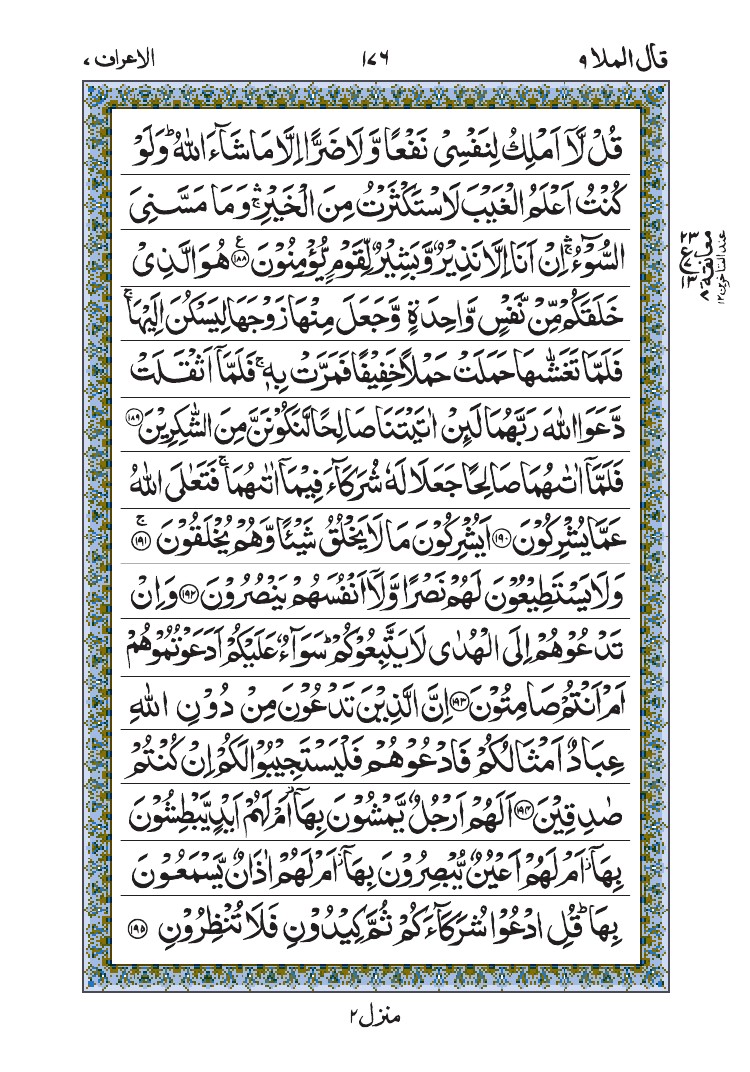 قال الملا ٩ ١٧٦ الاعراف ٧
قُلْ لَّاۤ اَمْلِكُ لِنَفْسِیْ نَفْعًا وَّ لَا ضَرًّا اِلَّا مَا شَآءَ اللّٰهُؕ وَ لَوْ
كُنْتُ اَعْلَمُ الْغَیْبَ لَاسْتَكْثَرْتُ مِنَ الْخَیْرِ ۛۚ وَ مَا مَسَّنِیَ
السُّوْٓءُ ۛۚ اِنْ اَنَا اِلَّا نَذِیْرٌ وَّ بَشِیْرٌ لِّقَوْمٍ یُّؤْمِنُوْنَ ﴿۱۸۸﴾ع هُوَ الَّذِیْ
خَلَقَكُمْ مِّنْ نَّفْسٍ وَّاحِدَةٍ وَّ جَعَلَ مِنْهَا زَوْجَهَا لِیَسْكُنَ اِلَیْهَاۚ
فَلَمَّا تَغَشّٰىهَا حَمَلَتْ حَمْلًا خَفِیْفًا فَمَرَّتْ بِهٖۚ فَلَمَّاۤ اَثْقَلَتْ
دَّعَوَا اللّٰهَ رَبَّهُمَا لَىِٕنْ اٰتَیْتَنَا صَالِحًا لَّنَكُوْنَنَّ مِنَ الشّٰكِرِیْنَ ﴿۱۸۹﴾
فَلَمَّاۤ اٰتٰىهُمَا صَالِحًا جَعَلَا لَهٗ شُرَكَآءَ فِیْمَاۤ اٰتٰىهُمَاۚ فَتَعٰلَی اللّٰهُ
عَمَّا یُشْرِكُوْنَ ﴿۱۹۰﴾ اَیُشْرِكُوْنَ مَا لَا یَخْلُقُ شَیْـًٔا وَّ هُمْ یُخْلَقُوْنَ ﴿۱۹۱﴾ۚ
وَ لَا یَسْتَطِیْعُوْنَ لَهُمْ نَصْرًا وَّ لَاۤ اَنْفُسَهُمْ یَنْصُرُوْنَ ﴿۱۹۲﴾ وَ اِنْ
تَدْعُوْهُمْ اِلَی الْهُدٰی لَا یَتَّبِعُوْكُمْؕ سَوَآءٌ عَلَیْكُمْ اَدَعَوْتُمُوْهُمْ
اَمْ اَنْتُمْ صَامِتُوْنَ ﴿۱۹۳﴾ اِنَّ الَّذِیْنَ تَدْعُوْنَ مِنْ دُوْنِ اللّٰهِ
عِبَادٌ اَمْثَالُكُمْ فَادْعُوْهُمْ فَلْیَسْتَجِیْبُوْا لَكُمْ اِنْ كُنْتُمْ
صٰدِقِیْنَ ﴿۱۹۴﴾ اَلَهُمْ اَرْجُلٌ یَّمْشُوْنَ بِهَاۤ ؗ اَمْ لَهُمْ اَیْدٍ یَّبْطِشُوْنَ
بِهَاۤ ؗ اَمْ لَهُمْ اَعْیُنٌ یُّبْصِرُوْنَ بِهَاۤ ؗ اَمْ لَهُمْ اٰذَانٌ یَّسْمَعُوْنَ
بِهَاؕ قُلِ ادْعُوْا شُرَكَآءَكُمْ ثُمَّ كِیْدُوْنِ فَلَا تُنْظِرُوْنِ ﴿۱۹۵﴾
معانقة ٨
عند المتاخرين ١٢
منزل ٢